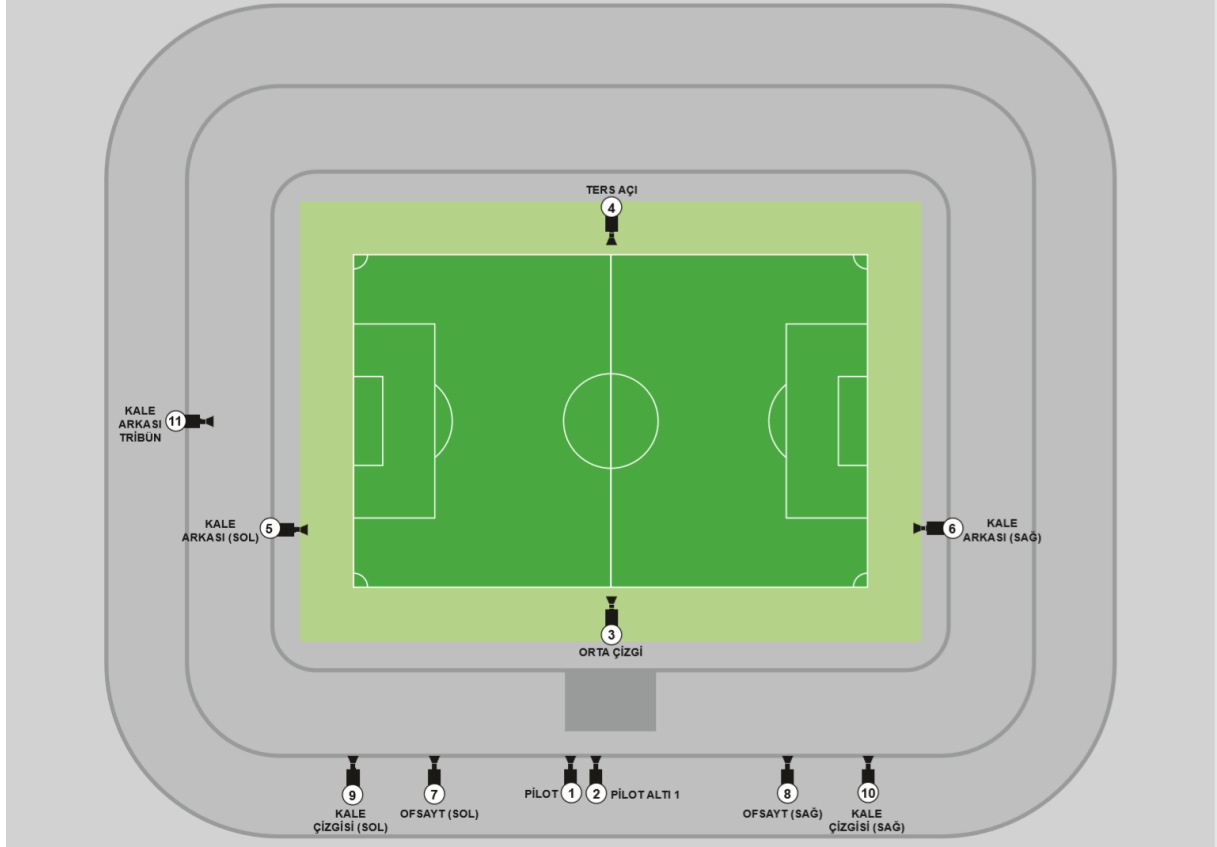 TERS AÇI
4
KALE
ARKASI
TRİBÜN
11
KALE
ARKASI (SOL)
5
6
KALE
ARKASI (SAĞ)
3
ORTA ÇİZGİ
9
KALE
ÇİZGİSİ (SOL)
7
OFSAYT (SOL)
PİLOT 1
2 PİLOT ALTI 1
8
OFSAYT (SAĞ)
10
KALE
ÇİZGİSİ (SAĞ)